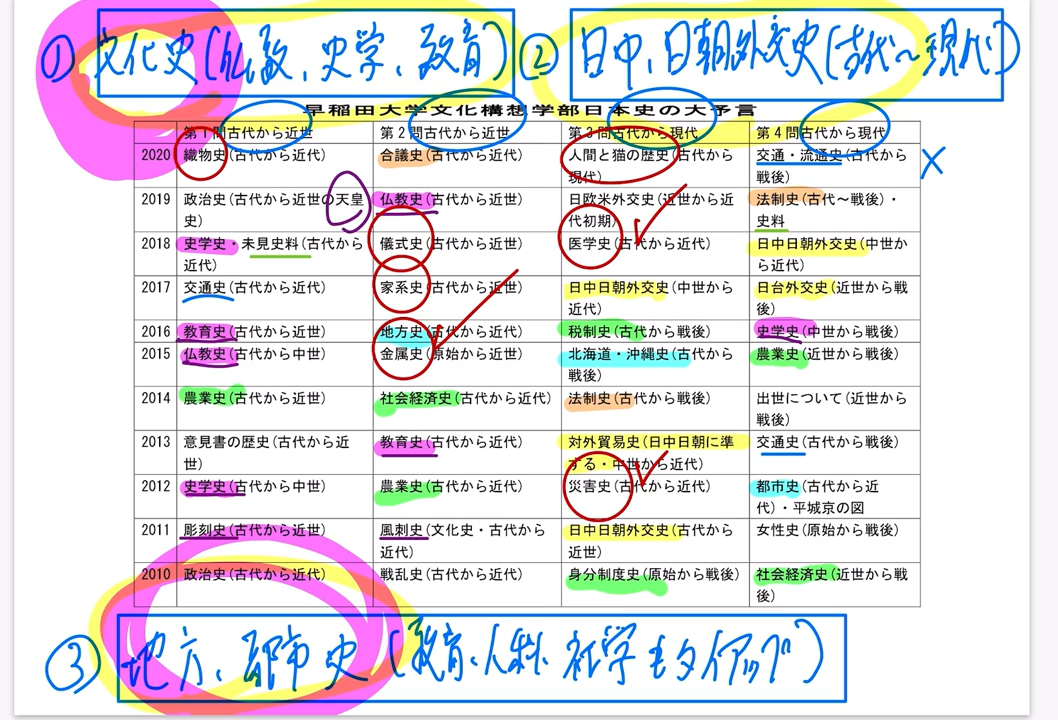 ① 文化史(仏教、史学、教育) ② 日中、日朝外交史(古代〜現代)
早稲田大学文化構想学部日本史の大予言
第1問古代から近世 第2問古代から近世 第3問古代から現代 第4問古代から現代
2020 織物史(古代から近代) 合議史(古代から近代) 人間と猫の歴史(古代から 交通・流通史(古代から ×
現代) 戦後)
2019 政治史(古代から近世の天皇 仏教史(古代から近世) 日欧米外交史(近世から近 法制史(古代〜戦後)・
史) 代初期) 史料
2018 史学史・未見史料(古代から 儀式史(古代から近世) 医学史(古代から近代) 日中日朝外交史(中世か
近代) ら近代)
2017 交通史(古代から近代) 家系史(古代から近世) 日中日朝外交史(中世から 日台外交史(近世から戦
近代) 後)
2016 教育史(古代から近世) 地方史(古代から近代) 税制史(古代から戦後) 史学史(中世から戦後)
2015 仏教史(古代から中世) 金属史(原始から近世) 北海道・沖縄史(古代から 農業史(近世から戦後)
戦後)
2014 農業史(古代から近世) 社会経済史(古代から近代) 法制史(古代から戦後) 出世について(近世から
戦後)
2013 意見書の歴史(古代から近 教育史(古代から近代) 対外貿易史(日中日朝に準 交通史(古代から戦後)
世) ずる・中世から近代)
2012 史学史(古代から中世) 農業史(古代から近代) 災害史(古代から近代) 都市史(古代から近
代)・平城京の図
2011 彫刻史(古代から近世) 風刺史(文化史・古代から 日中日朝外交史(古代から 女性史(原始から戦後)
近代) 近世)
2010 政治史(古代から近代) 戦乱史(古代から近代) 身分制度史(原始から戦後) 社会経済史(近世から戦
後)
③ 地方、都市史(教育、人科、社学もタイアップ)